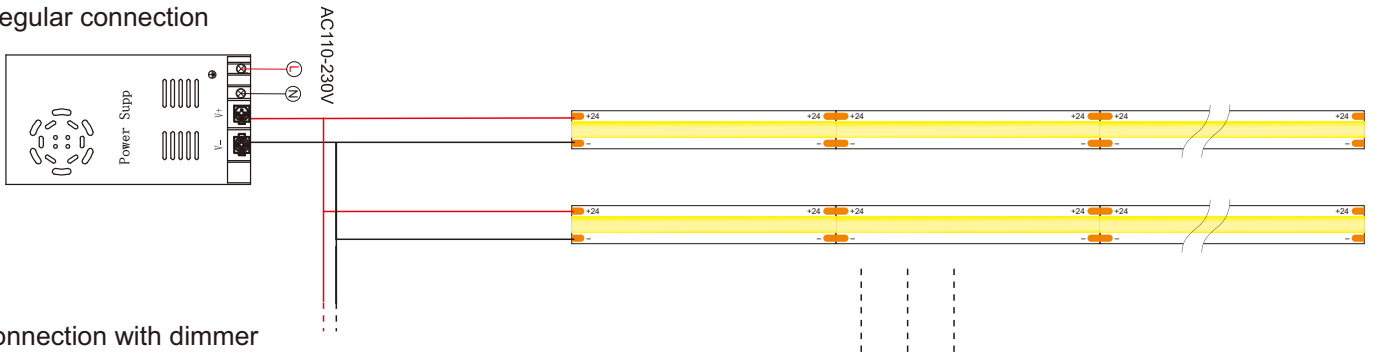 egular connection
AC110-230V
L
N
Power Supp
V+
V-
+24 +24 +24 +24 +24 +24
- - - - - -
+24 +24 +24 +24 +24 +24
- - - - - -
onnection with dimmer